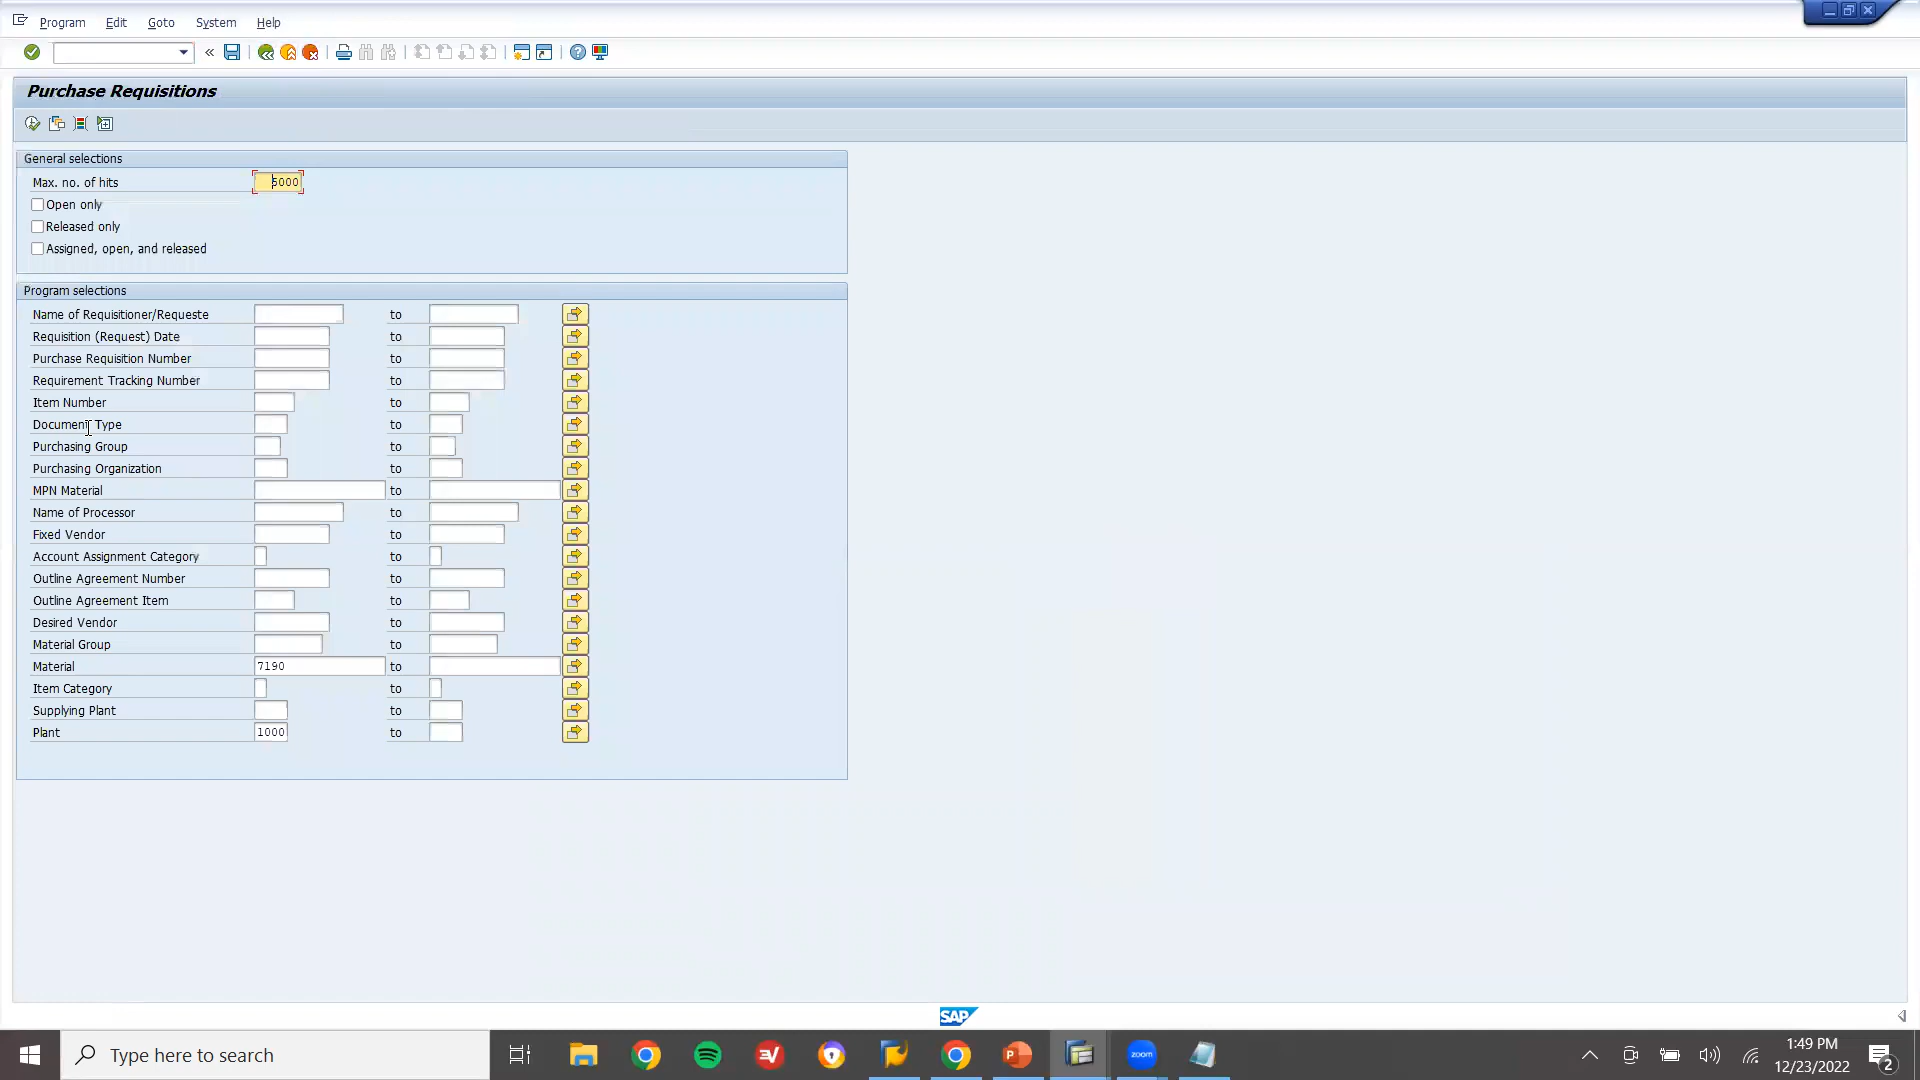 Program Edit Goto System Help
Purchase Requisitions
General selections
Max. no. of hits 5000
Open only
Released only
Assigned, open, and released
Program selections
Name of Requisitioner/Requeste to
Requisition (Request) Date to
Purchase Requisition Number to
Requirement Tracking Number to
Item Number to
Document Type to
Purchasing Group to
Purchasing Organization to
MPN Material to
Name of Processor to
Fixed Vendor to
Account Assignment Category to
Outline Agreement Number to
Outline Agreement Item to
Desired Vendor to
Material Group to
Material 7190 to
Item Category to
Supplying Plant to
Plant 1000 to
SAP
Type here to search
zoom
1:49 PM
12/23/2022
2